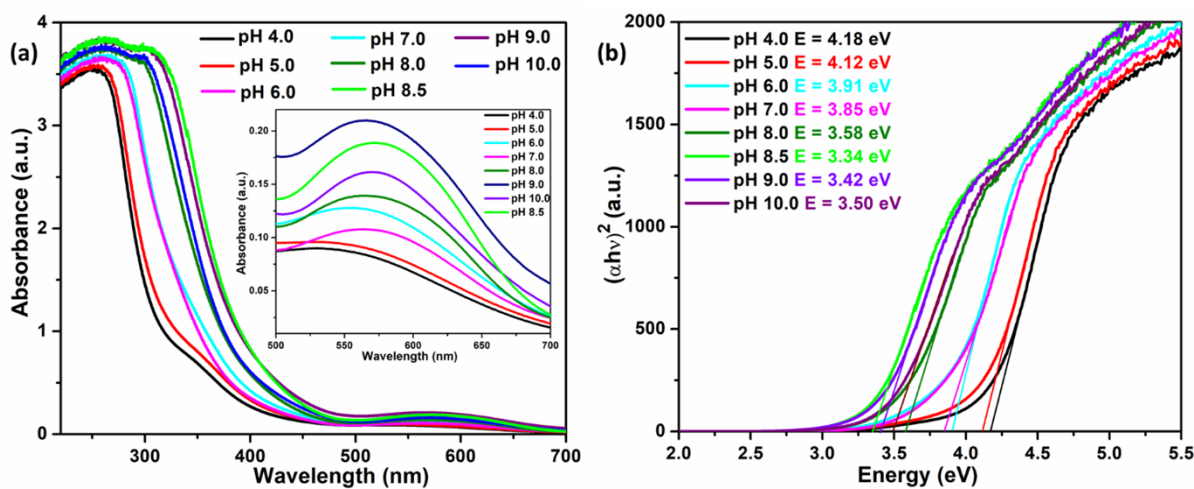 (a)
4
3
2
1
0
Absorbance (a.u.)
300 400 500 600 700
Wavelength (nm)
pH 4.0 pH 7.0 pH 9.0
pH 5.0 pH 8.0 pH 10.0
pH 6.0 pH 8.5
0.20
0.15
0.10
0.05
Absorbance (a.u.)
500 550 600 650 700
Wavelength (nm)
pH 4.0
pH 5.0
pH 6.0
pH 7.0
pH 8.0
pH 9.0
pH 10.0
pH 8.5
(b)
2000
1500
1000
500
0
(αhν)² (a.u.)
2.0 2.5 3.0 3.5 4.0 4.5 5.0 5.5
Energy (eV)
pH 4.0 E = 4.18 eV
pH 5.0 E = 4.12 eV
pH 6.0 E = 3.91 eV
pH 7.0 E = 3.85 eV
pH 8.0 E = 3.58 eV
pH 8.5 E = 3.34 eV
pH 9.0 E = 3.42 eV
pH 10.0 E = 3.50 eV